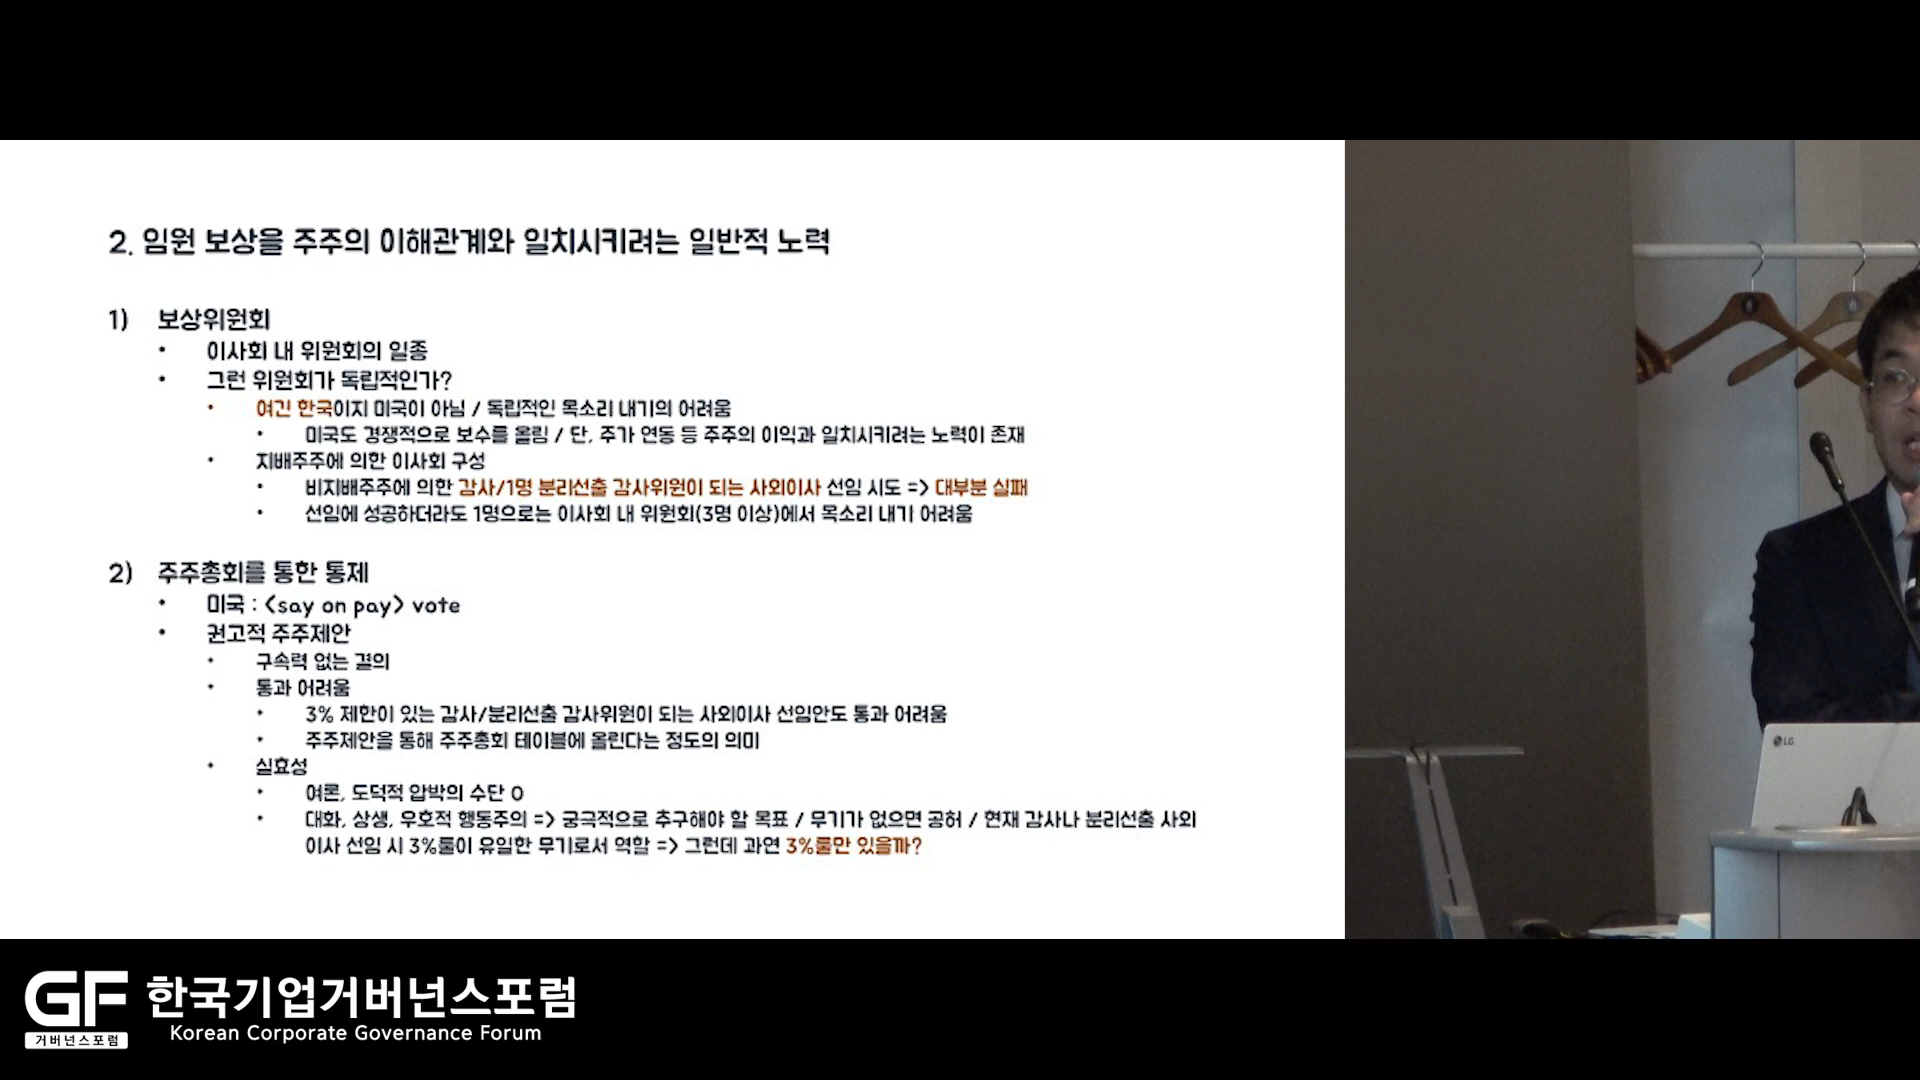 2. 임원 보상을 주주의 이해관계와 일치시키려는 일반적 노력
1) 보상위원회
• 이사회 내 위원회의 일종
• 그런 위원회가 독립적인가?
• 여긴 한국이지 미국이 아님 / 독립적인 목소리 내기의 어려움
• 미국도 경쟁적으로 보수를 올림 / 단, 주가 연동 등 주주의 이익과 일치시키려는 노력이 존재
• 지배주주에 의한 이사회 구성
• 비지배주주에 의한 감사/1명 분리선출 감사위원이 되는 사외이사 선임 시도 => 대부분 실패
• 선임에 성공하더라도 1명으로는 이사회 내 위원회(3명 이상)에서 목소리 내기 어려움
2) 주주총회를 통한 통제
• 미국 : <say on pay> vote
• 권고적 주주제안
• 구속력 없는 결의
• 통과 어려움
• 3% 제한이 있는 감사/분리선출 감사위원이 되는 사외이사 선임안도 통과 어려움
• 주주제안을 통해 주주총회 테이블에 올린다는 정도의 의미
• 실효성
• 여론, 도덕적 압박의 수단 O
• 대화, 상생, 우호적 행동주의 => 궁극적으로 추구해야 할 목표 / 무기가 없으면 공허 / 현재 감사나 분리선출 사외
이사 선임 시 3%룰이 유일한 무기로서 역할 => 그런데 과연 3%룰만 있을까?
LG
GF 한국기업거버넌스포럼
거버넌스포럼 Korean Corporate Governance Forum